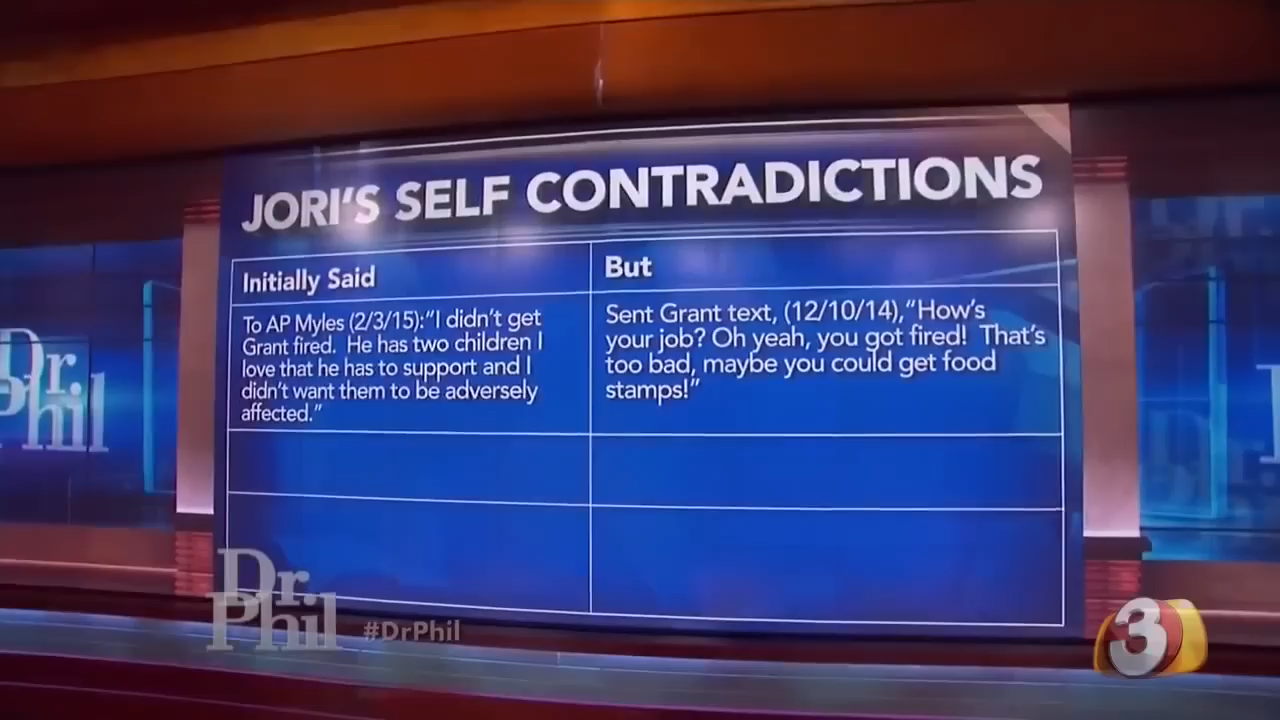 JORI'S SELF CONTRADICTIONS
Initially Said
But
To AP Myles (2/3/15):"I didn't get
Grant fired. He has two children I
love that he has to support and I
didn't want them to be adversely
affected."
Sent Grant text, (12/10/14),"How's
your job? Oh yeah, you got fired! That's
too bad, maybe you could get food
stamps!"
Dr.
Phil
Dr.
Phil
#DrPhil
3